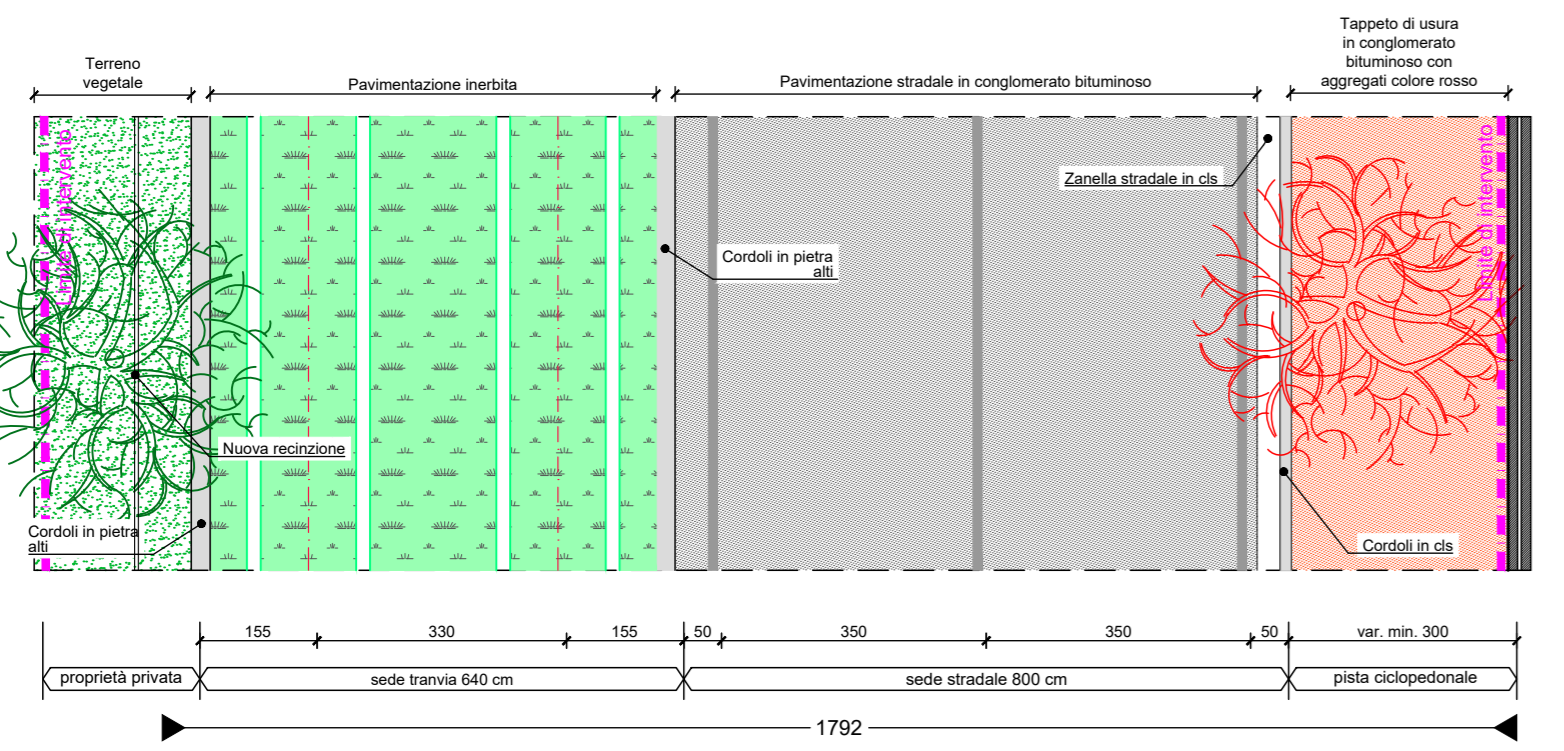 Tappeto di usura
in conglomerato
bituminoso con
aggregati colore rosso
Terreno
vegetale
Pavimentazione inerbita
Pavimentazione stradale in conglomerato bituminoso
Limite di intervento
Limite di intervento
Zanella stradale in cls
Cordoli in pietra
alti
Nuova recinzione
Cordoli in pietra
alti
Cordoli in cls
155 330 155 50 350 350 50 var. min. 300
proprietà privata sede tranvia 640 cm sede stradale 800 cm pista ciclopedonale
1792